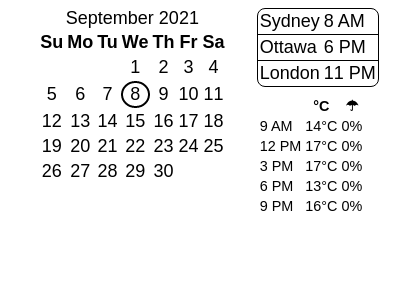 September 2021
Su Mo Tu We Th Fr Sa
1 2 3 4
5 6 7 8 9 10 11
12 13 14 15 16 17 18
19 20 21 22 23 24 25
26 27 28 29 30
Sydney 8 AM
Ottawa 6 PM
London 11 PM
°C ☂
9 AM 14°C 0%
12 PM 17°C 0%
3 PM 17°C 0%
6 PM 13°C 0%
9 PM 16°C 0%